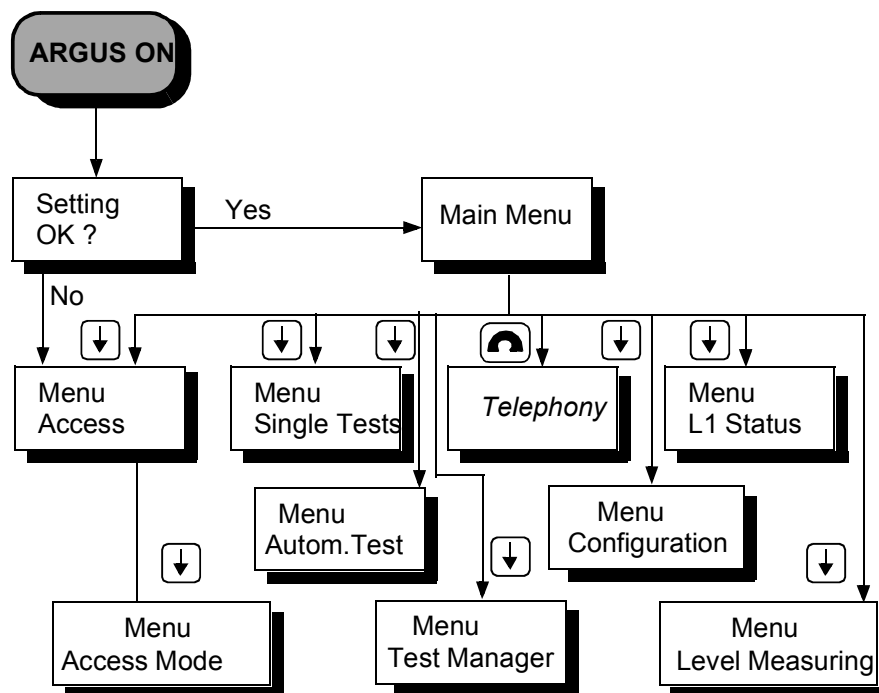 ARGUS ON
Setting
OK ?
Yes
Main Menu
No
Menu
Access
Menu
Single Tests
Telephony
Menu
L1 Status
Menu
Autom.Test
Menu
Configuration
Menu
Access Mode
Menu
Test Manager
Menu
Level Measuring